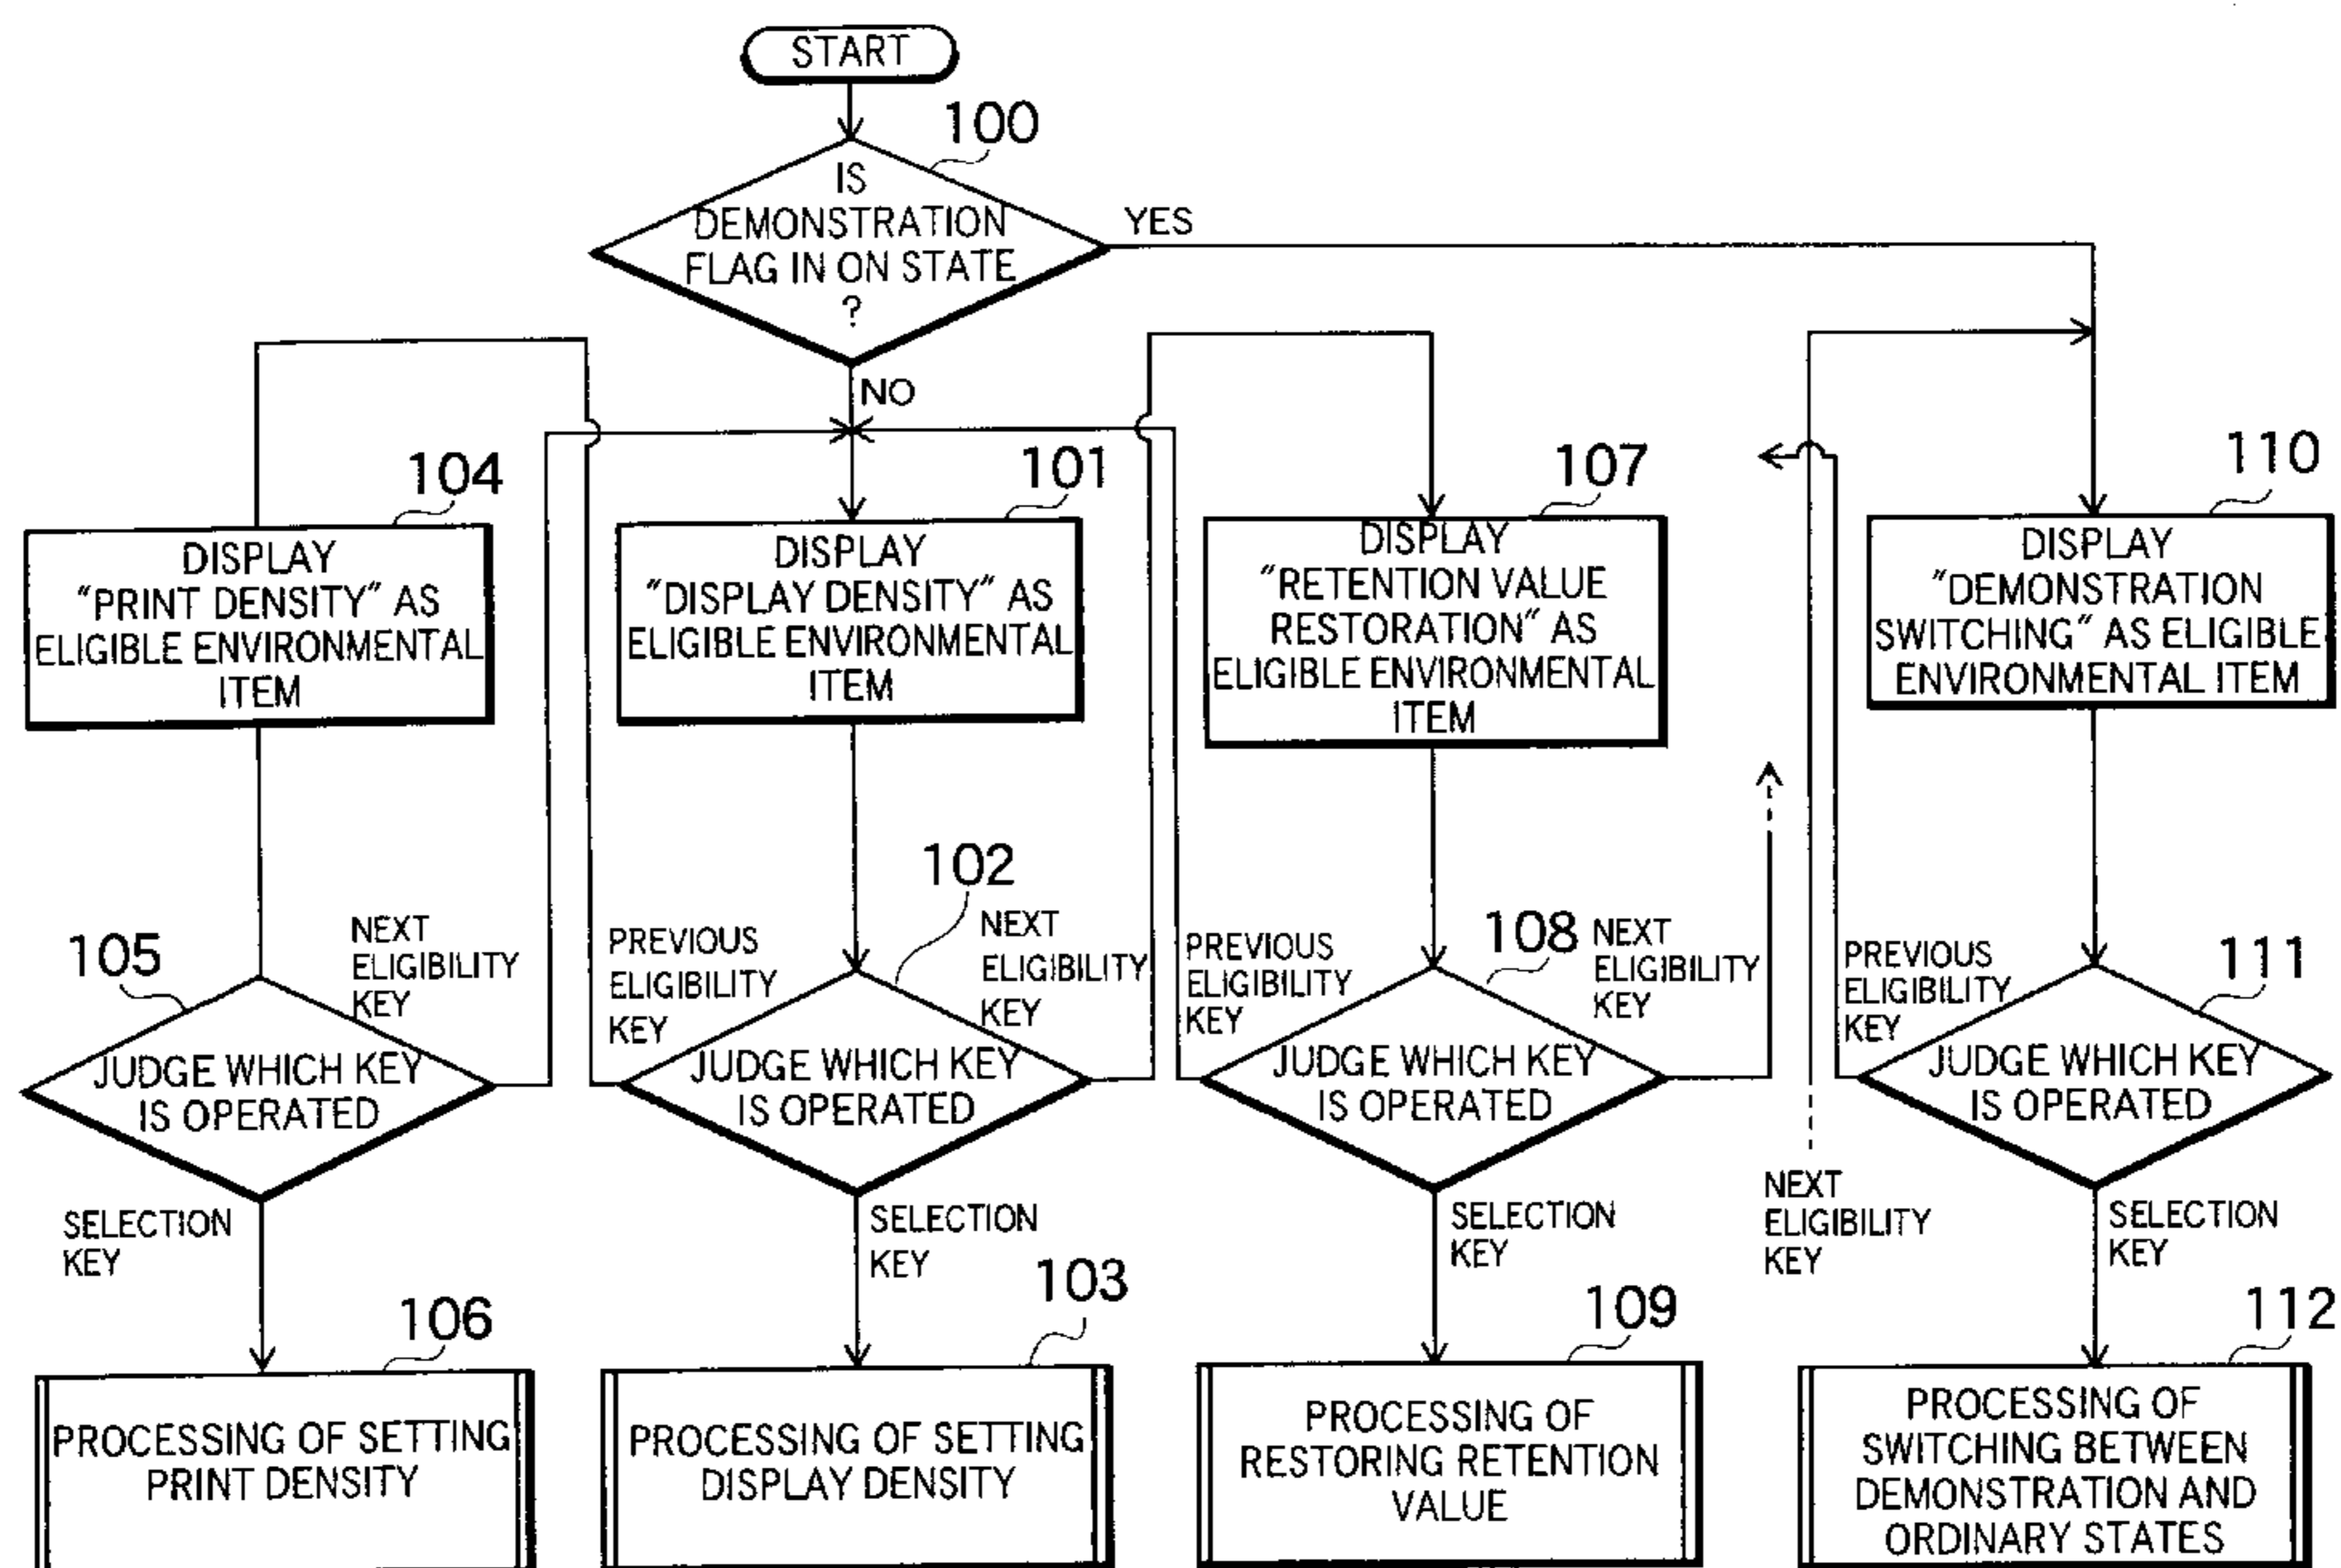 START
100
IS
DEMONSTRATION
FLAG IN ON STATE
?
YES
NO
104
DISPLAY
"PRINT DENSITY" AS
ELIGIBLE ENVIRONMENTAL
ITEM
101
DISPLAY
"DISPLAY DENSITY" AS
ELIGIBLE ENVIRONMENTAL
ITEM
107
DISPLAY
"RETENTION VALUE
RESTORATION" AS
ELIGIBLE ENVIRONMENTAL
ITEM
110
DISPLAY
"DEMONSTRATION
SWITCHING" AS ELIGIBLE
ENVIRONMENTAL ITEM
105
NEXT
ELIGIBILITY
KEY
JUDGE WHICH KEY
IS OPERATED
SELECTION
KEY
PREVIOUS
ELIGIBILITY
KEY
102
NEXT
ELIGIBILITY
KEY
JUDGE WHICH KEY
IS OPERATED
SELECTION
KEY
PREVIOUS
ELIGIBILITY
KEY
108
NEXT
ELIGIBILITY
KEY
JUDGE WHICH KEY
IS OPERATED
SELECTION
KEY
PREVIOUS
ELIGIBILITY
KEY
111
JUDGE WHICH KEY
IS OPERATED
NEXT
ELIGIBILITY
KEY
SELECTION
KEY
106
PROCESSING OF SETTING
PRINT DENSITY
103
PROCESSING OF SETTING
DISPLAY DENSITY
109
PROCESSING OF
RESTORING RETENTION
VALUE
112
PROCESSING OF
SWITCHING BETWEEN
DEMONSTRATION AND
ORDINARY STATES